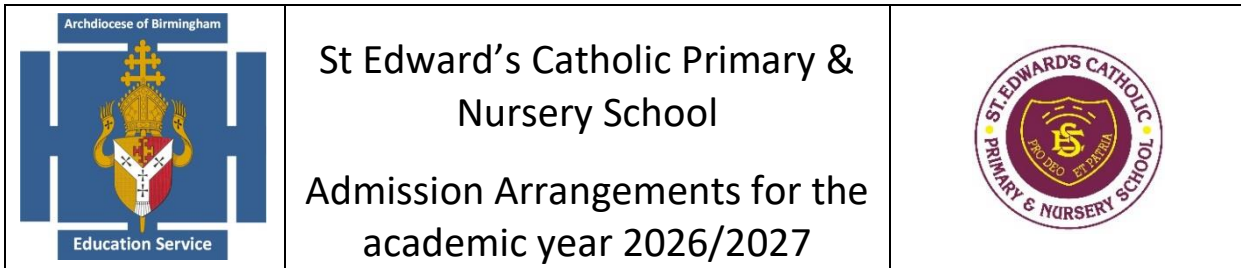 Archdiocese of Birmingham
Education Service
St Edward’s Catholic Primary &
Nursery School
Admission Arrangements for the
academic year 2026/2027
ST. EDWARD'S CATHOLIC
PRIMARY & NURSERY SCHOOL
ES
PRO DEO ET PATRIA